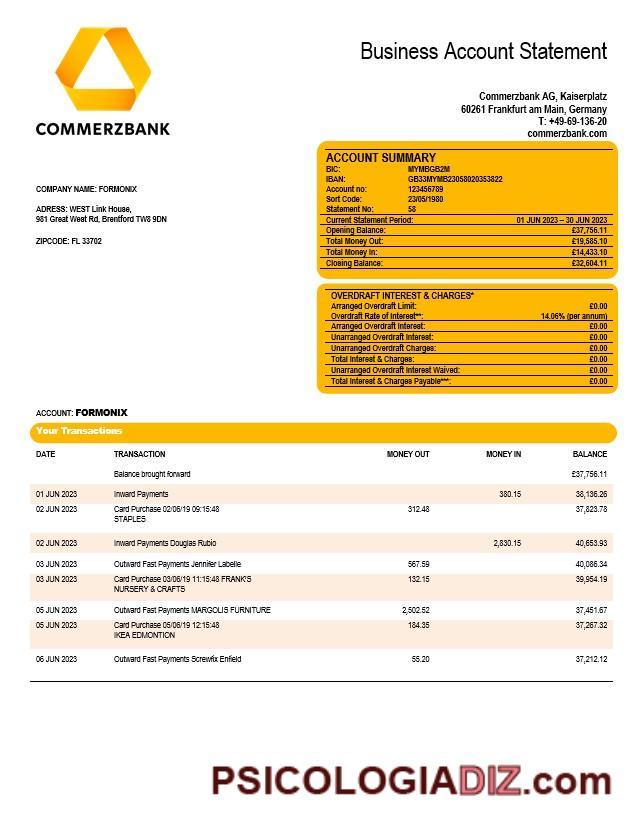 COMMERZBANK
Business Account Statement
Commerzbank AG, Kaiserplatz
60261 Frankfurt am Main, Germany
T: +49-69-136-20
commerzbank.com
COMPANY NAME: FORMONIX
ADRESS: WEST Link House,
981 Great West Rd, Brentford TW8 9DN
ZIPCODE: FL 33702
ACCOUNT SUMMARY
BIC: MYMBGB2M
IBAN: GB33MYMB23058020353822
Account no: 123456789
Sort Code: 23/05/1980
Statement No: 58
Current Statement Period: 01 JUN 2023 – 30 JUN 2023
Opening Balance: £37,756.11
Total Money Out: £19,585.10
Total Money In: £14,433.10
Closing Balance: £32,604.11
OVERDRAFT INTEREST & CHARGES*
Arranged Overdraft Limit: £0.00
Overdraft Rate of Interest**: 14.06% (per annum)
Arranged Overdraft Interest: £0.00
Unarranged Overdraft Interest: £0.00
Unarranged Overdraft Charges: £0.00
Total Interest & Charges: £0.00
Unarranged Overdraft Interest Waived: £0.00
Total Interest & Charges Payable***: £0.00
ACCOUNT: FORMONIX
Your Transactions
DATE TRANSACTION MONEY OUT MONEY IN BALANCE
Balance brought forward £37,756.11
01 JUN 2023 Inward Payments 380.15 38,136.26
02 JUN 2023 Card Purchase 02/06/19 09:15:48 312.48 37,823.78
STAPLES
02 JUN 2023 Inward Payments Douglas Rubio 2,830.15 40,653.93
03 JUN 2023 Outward Fast Payments Jennifer Labelle 567.59 40,086.34
03 JUN 2023 Card Purchase 03/06/19 11:15:48 FRANK'S 132.15 39,954.19
NURSERY & CRAFTS
05 JUN 2023 Outward Fast Payments MARGOLIS FURNITURE 2,502.52 37,451.67
05 JUN 2023 Card Purchase 05/06/19 12:15:48 184.35 37,267.32
IKEA EDMONTION
06 JUN 2023 Outward Fast Payments Screwfix Enfield 55.20 37,212.12
PSICOLOGIADIZ.com